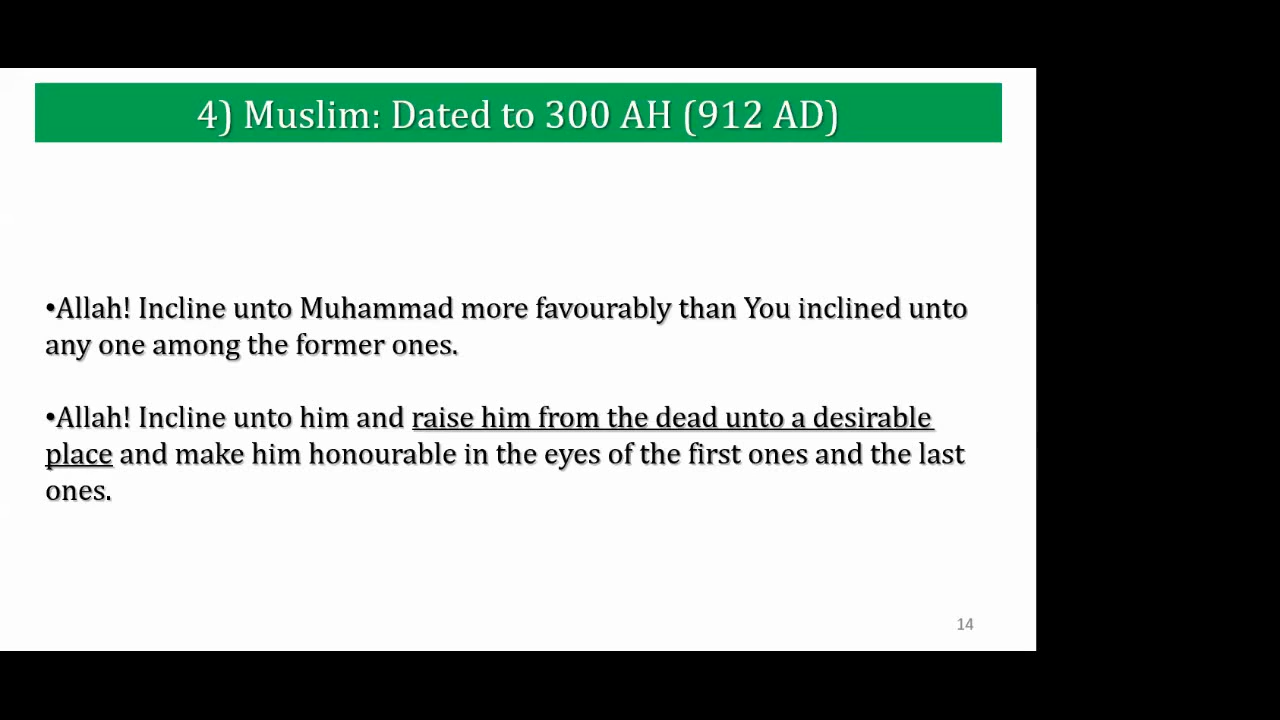 4) Muslim: Dated to 300 AH (912 AD)
•Allah! Incline unto Muhammad more favourably than You inclined unto
any one among the former ones.
•Allah! Incline unto him and raise him from the dead unto a desirable
place and make him honourable in the eyes of the first ones and the last
ones.
14